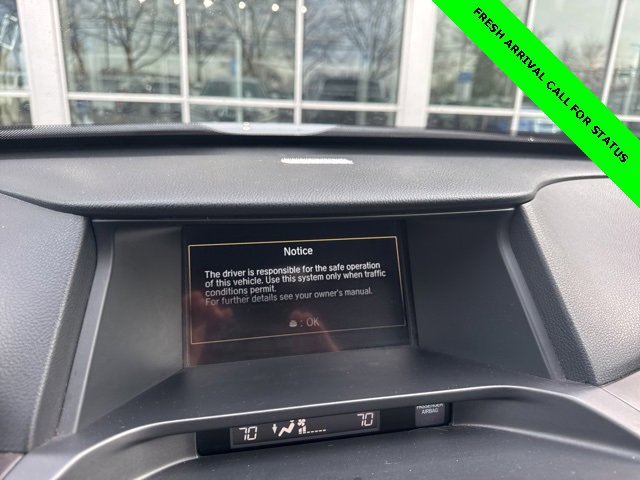 FRESH ARRIVAL CALL FOR STATUS
Notice
The driver is responsible for the safe operation
of this vehicle. Use this system only when traffic
conditions permit.
For further details see your owner's manual.
: OK
70 70
PASSENGER
AIRBAG